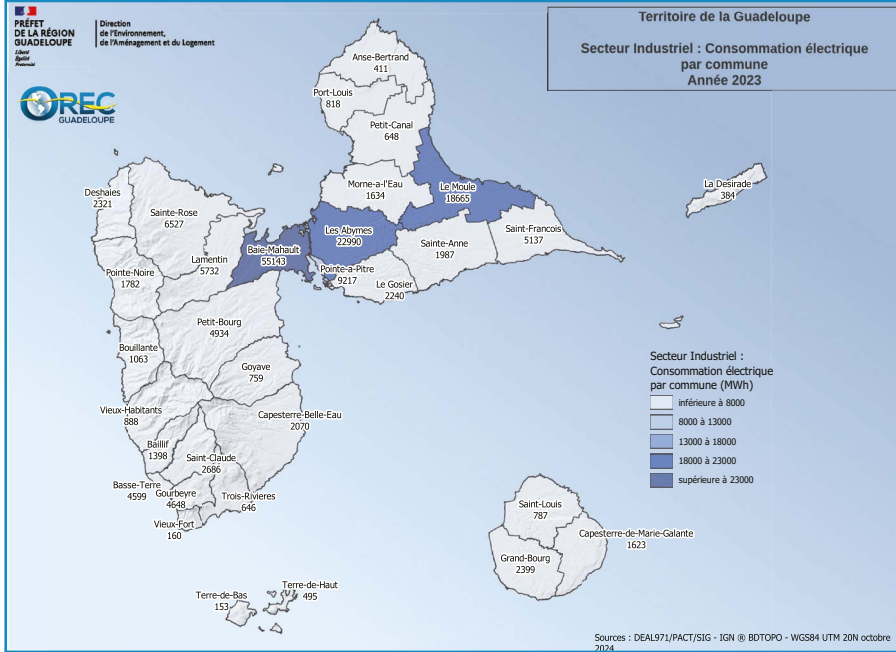 PRÉFET
DE LA RÉGION
GUADELOUPE
Liberté
Égalité
Fraternité
Direction
de l'Environnement,
de l'Aménagement et du Logement
OREC
GUADELOUPE
Territoire de la Guadeloupe
Secteur Industriel : Consommation électrique
par commune
Année 2023
Anse-Bertrand
411
Port-Louis
818
Petit-Canal
648
Morne-a-l'Eau
1634
Le Moule
18665
La Desirade
384
Deshaies
2321
Sainte-Rose
6527
Les Abymes
22990
Sainte-Anne
1987
Saint-Francois
5137
Lamentin
5732
Baie-Mahault
55143
Pointe-a-Pitre
9217
Le Gosier
2240
Pointe-Noire
1782
Petit-Bourg
4934
Bouillante
1063
Goyave
759
Vieux-Habitants
888
Capesterre-Belle-Eau
2070
Baillif
1398
Saint-Claude
2686
Basse-Terre
4599
Gourbeyre
4648
Trois-Rivieres
646
Vieux-Fort
160
Terre-de-Bas
153
Terre-de-Haut
495
Saint-Louis
787
Capesterre-de-Marie-Galante
1623
Grand-Bourg
2399
Secteur Industriel :
Consommation électrique
par commune (MWh)
inférieure à 8000
8000 à 13000
13000 à 18000
18000 à 23000
supérieure à 23000
Sources : DEAL971/PACT/SIG - IGN ® BDTOPO - WGS84 UTM 20N octobre
2024